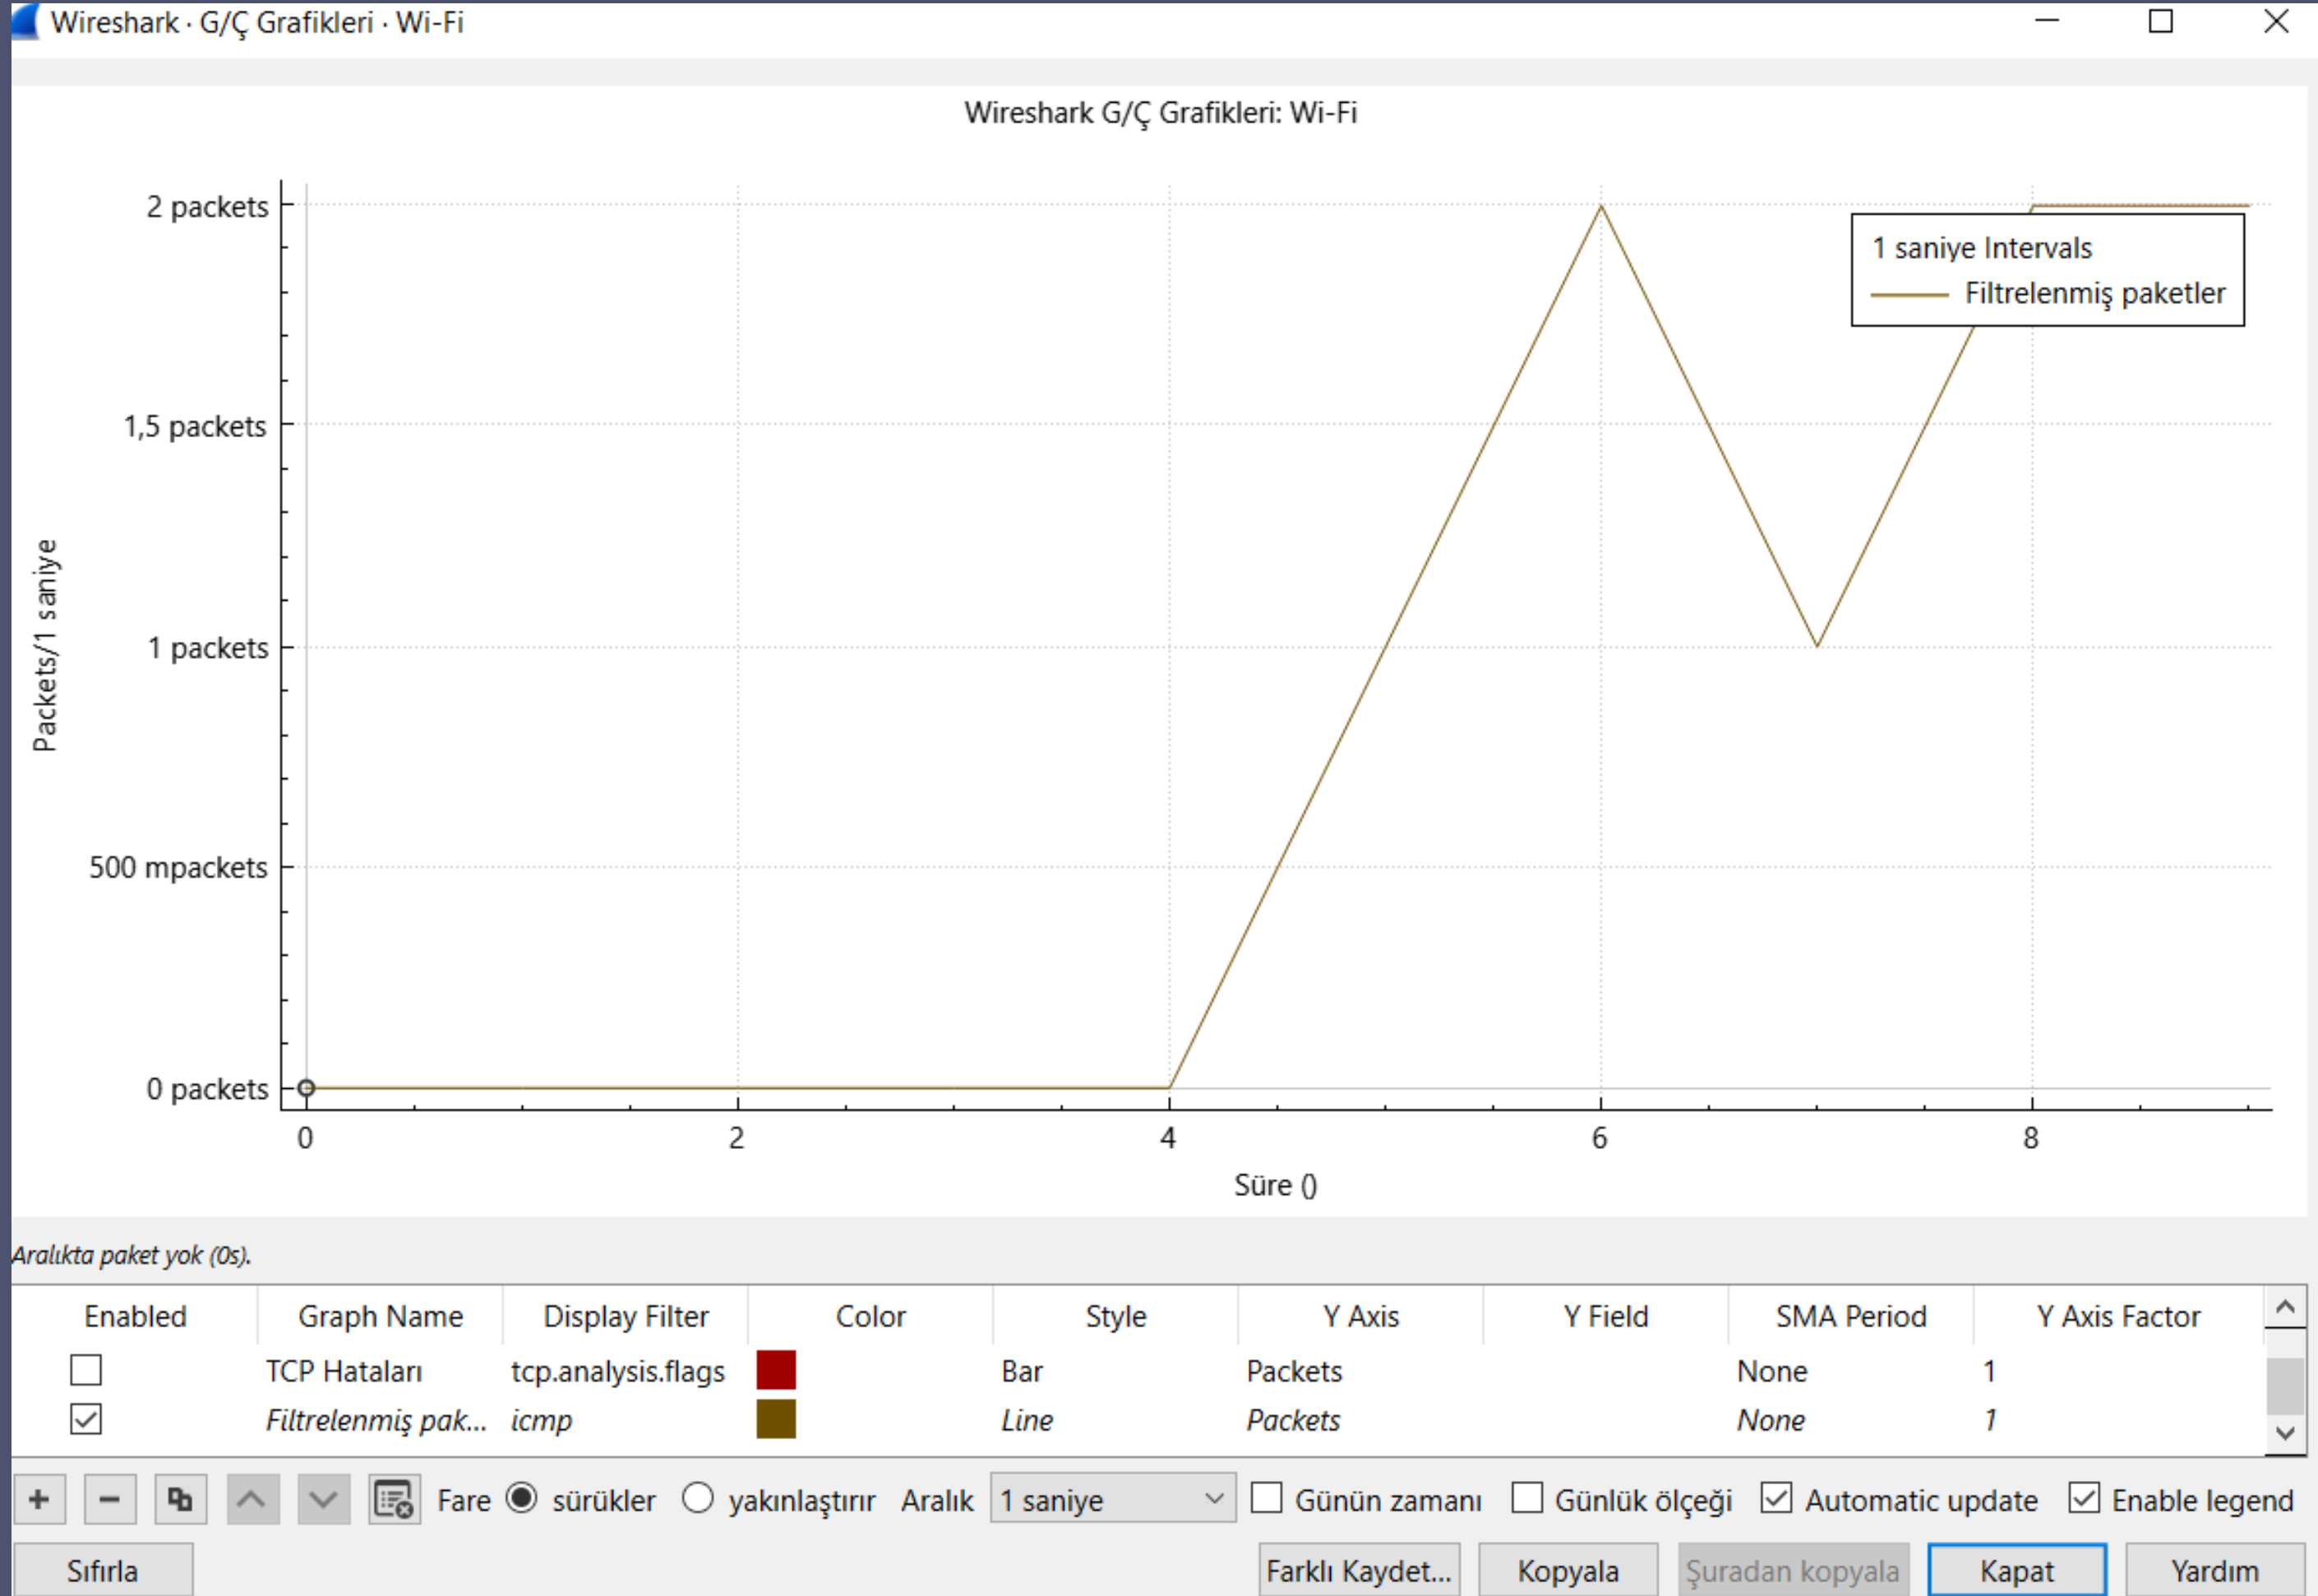 Wireshark · G/Ç Grafikleri · Wi-Fi
Wireshark G/Ç Grafikleri: Wi-Fi
2 packets
1,5 packets
1 packets
500 mpackets
0 packets
Packets/1 saniye
1 saniye Intervals
Filtrelenmiş paketler
0 2 4 6 8
Süre ()
Aralıkta paket yok (0s).
Enabled Graph Name Display Filter Color Style Y Axis Y Field SMA Period Y Axis Factor
TCP Hataları tcp.analysis.flags Bar Packets None 1
Filtrelenmiş pak... icmp Line Packets None 1
Fare sürükler yakınlaştırır Aralık 1 saniye Günün zamanı Günlük ölçeği Automatic update Enable legend
Sıfırla Farklı Kaydet... Kopyala Şuradan kopyala Kapat Yardım